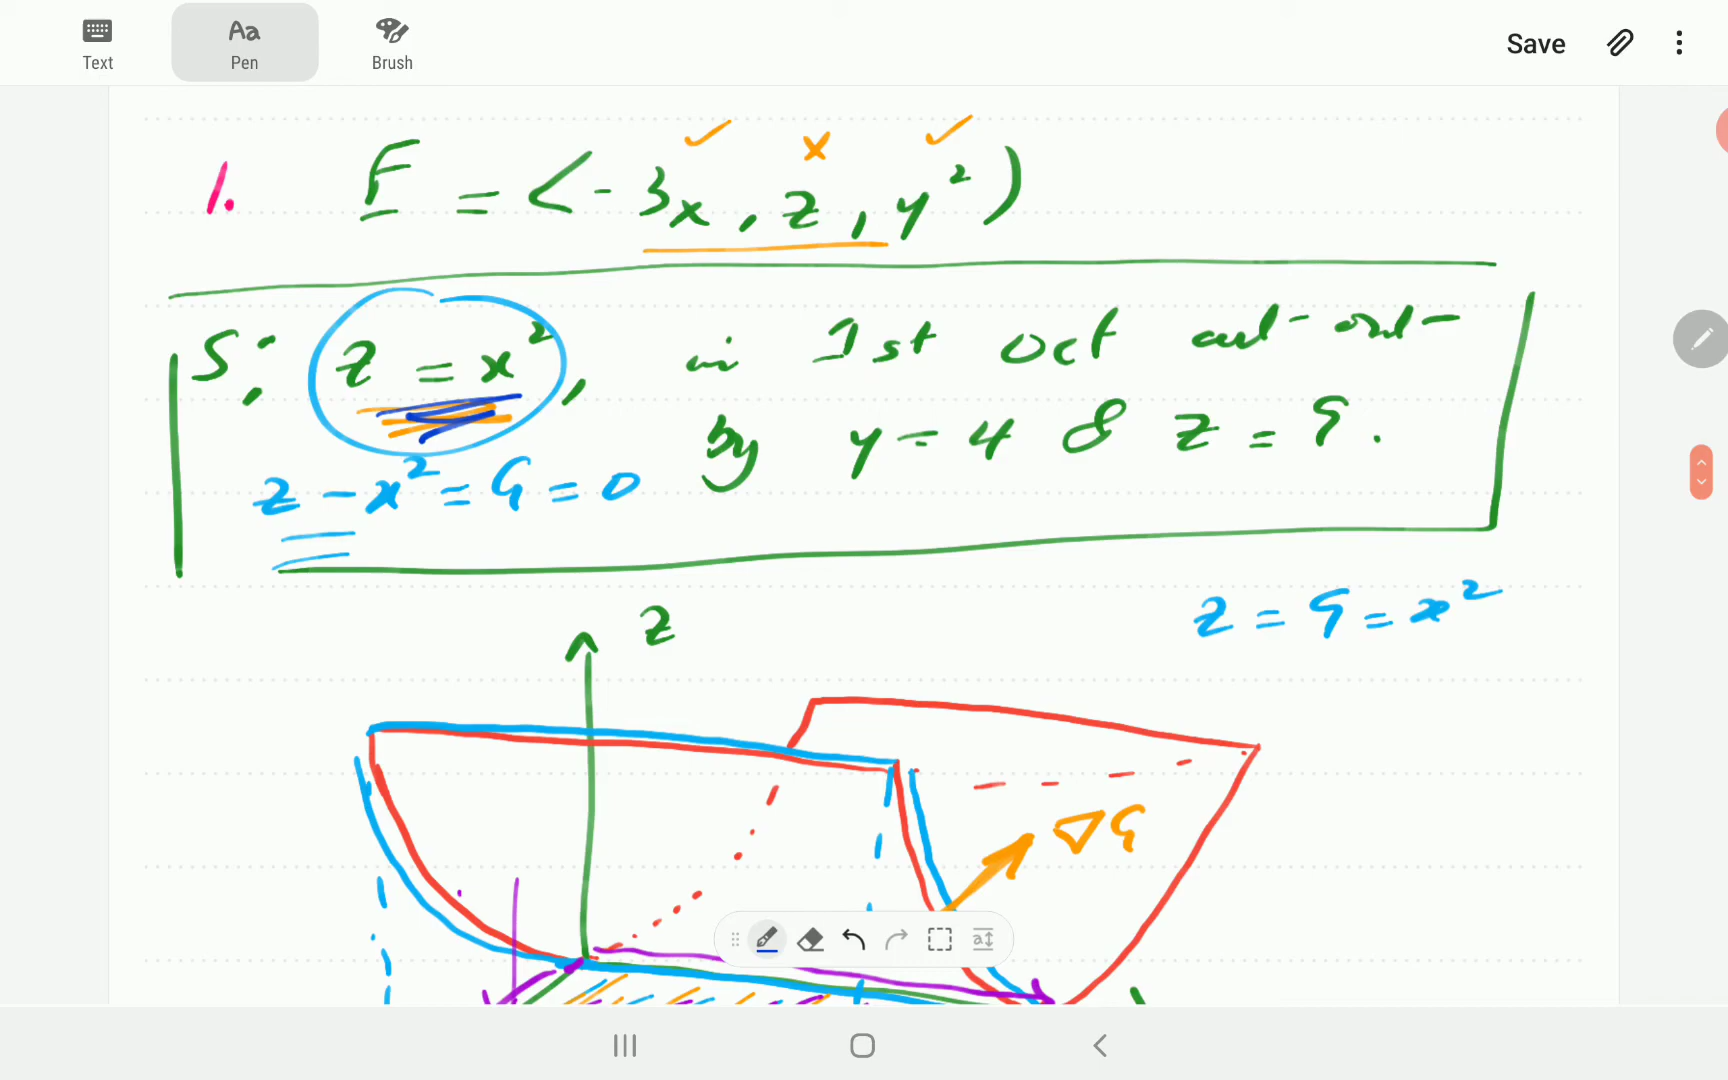 Text
Aa
Pen
Brush
Save
1. F = < - 3x, z, y² )
S: z = x², in 1st Oct cut-out-
by y = 4 & z = 9.
z - x² = G = 0
z = 9 = x²
z
∇G